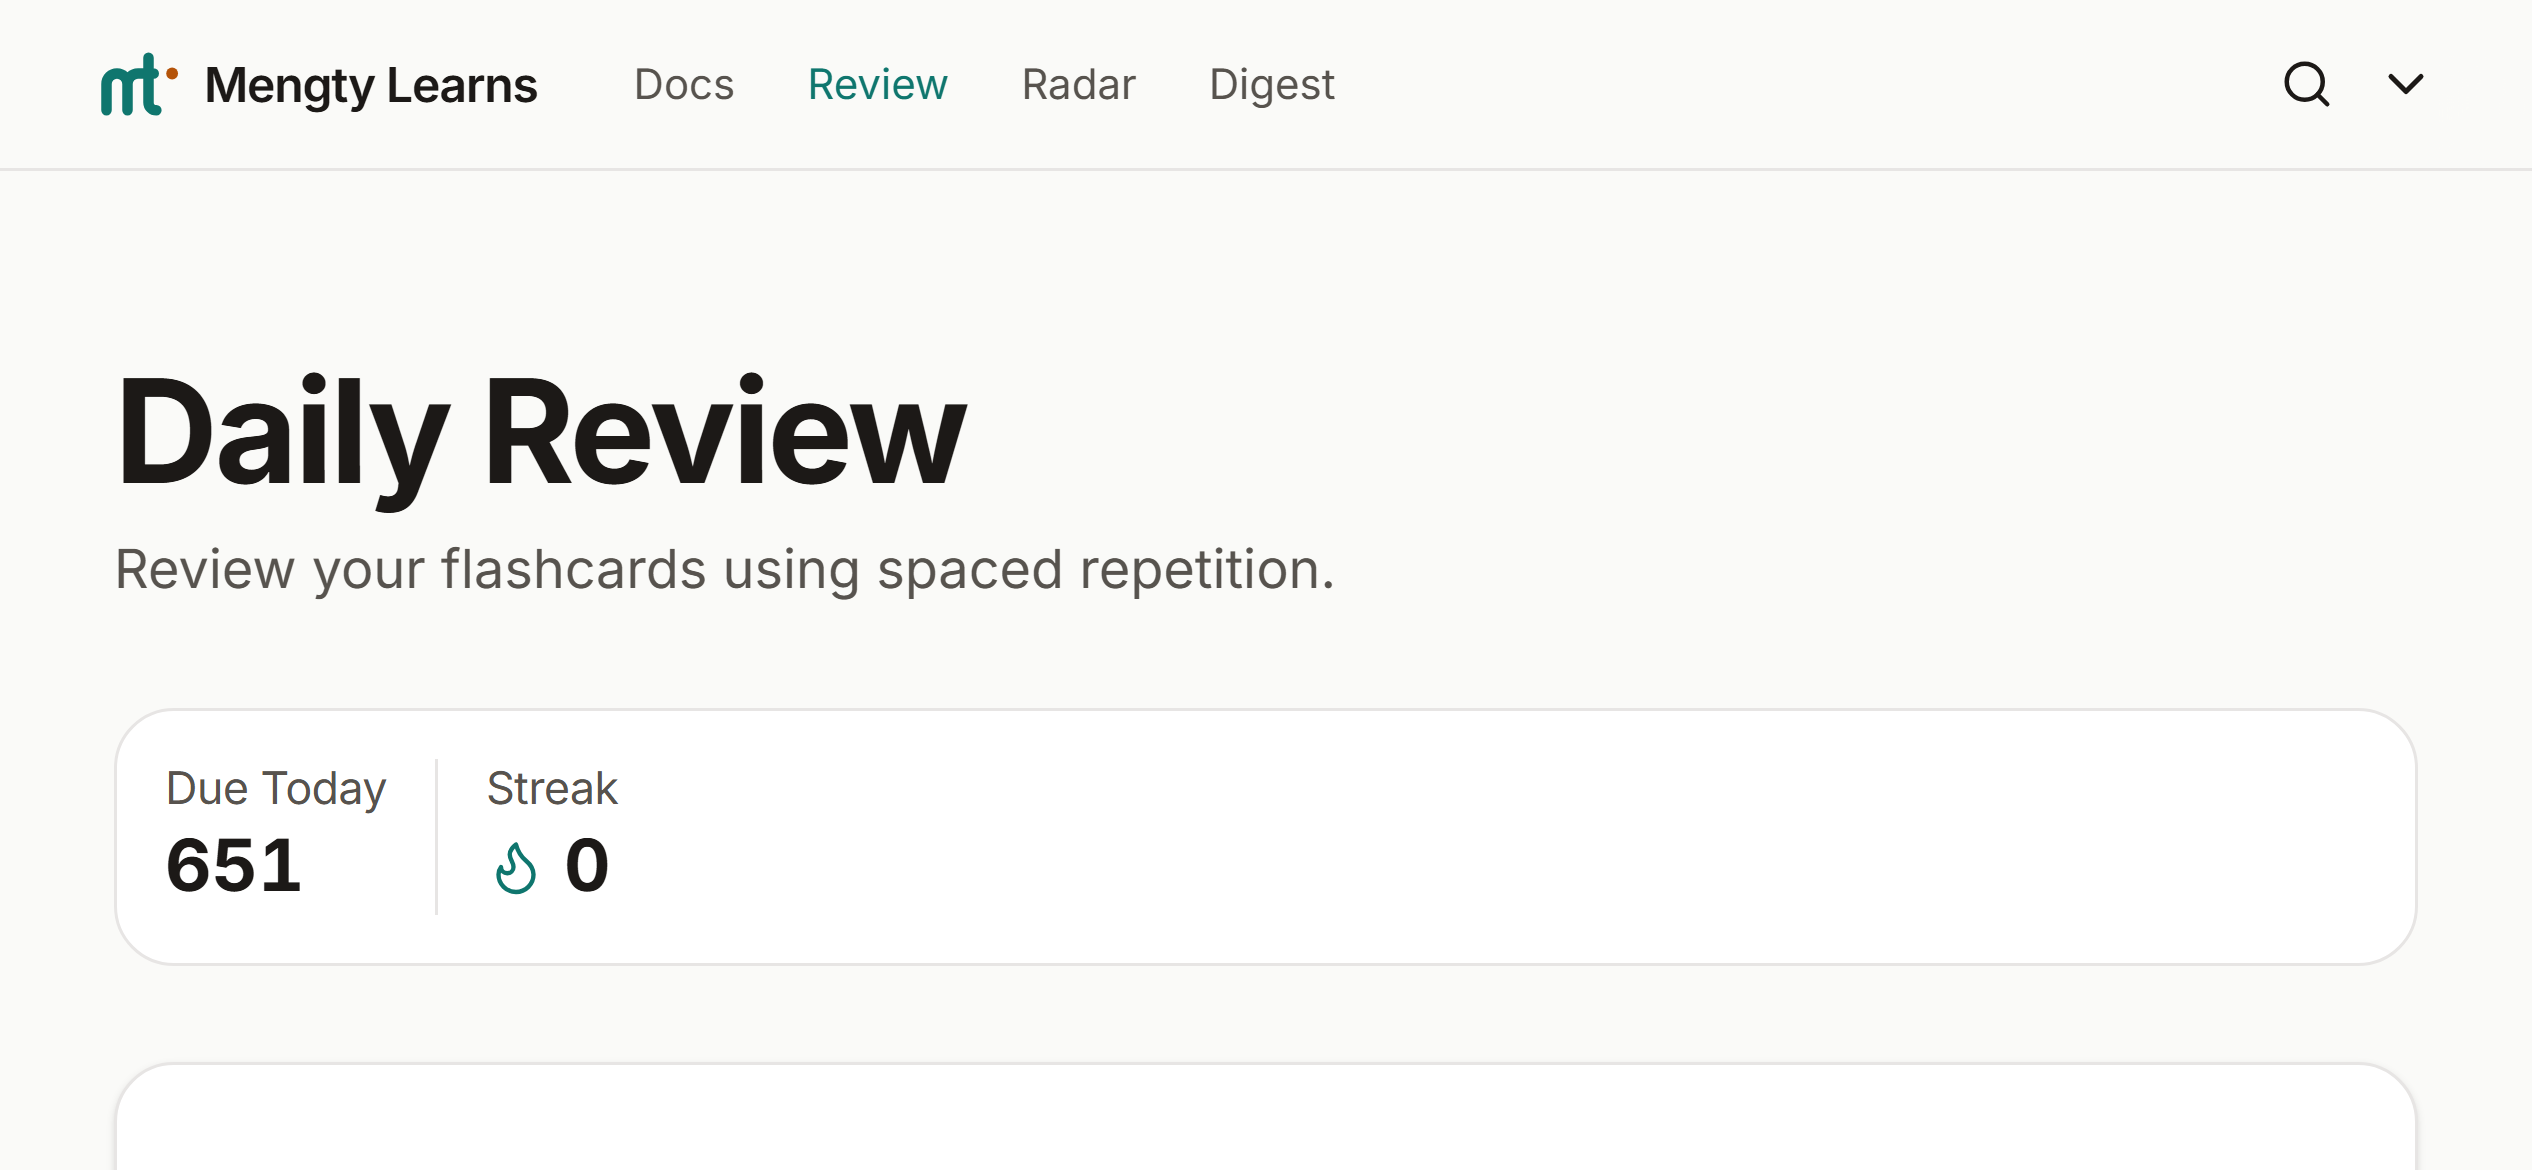 mt
Mengty Learns
Docs
Review
Radar
Digest
Daily Review
Review your flashcards using spaced repetition.
Due Today
651
Streak
0